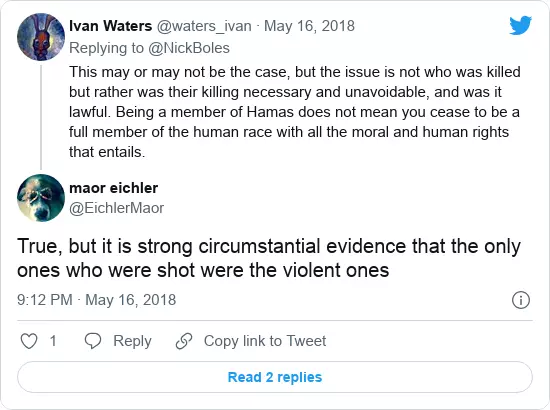 Ivan Waters @waters_ivan · May 16, 2018
Replying to @NickBoles
This may or may not be the case, but the issue is not who was killed
but rather was their killing necessary and unavoidable, and was it
lawful. Being a member of Hamas does not mean you cease to be a
full member of the human race with all the moral and human rights
that entails.
maor eichler
@EichlerMaor
True, but it is strong circumstantial evidence that the only
ones who were shot were the violent ones
9:12 PM · May 16, 2018
1 Reply Copy link to Tweet
Read 2 replies